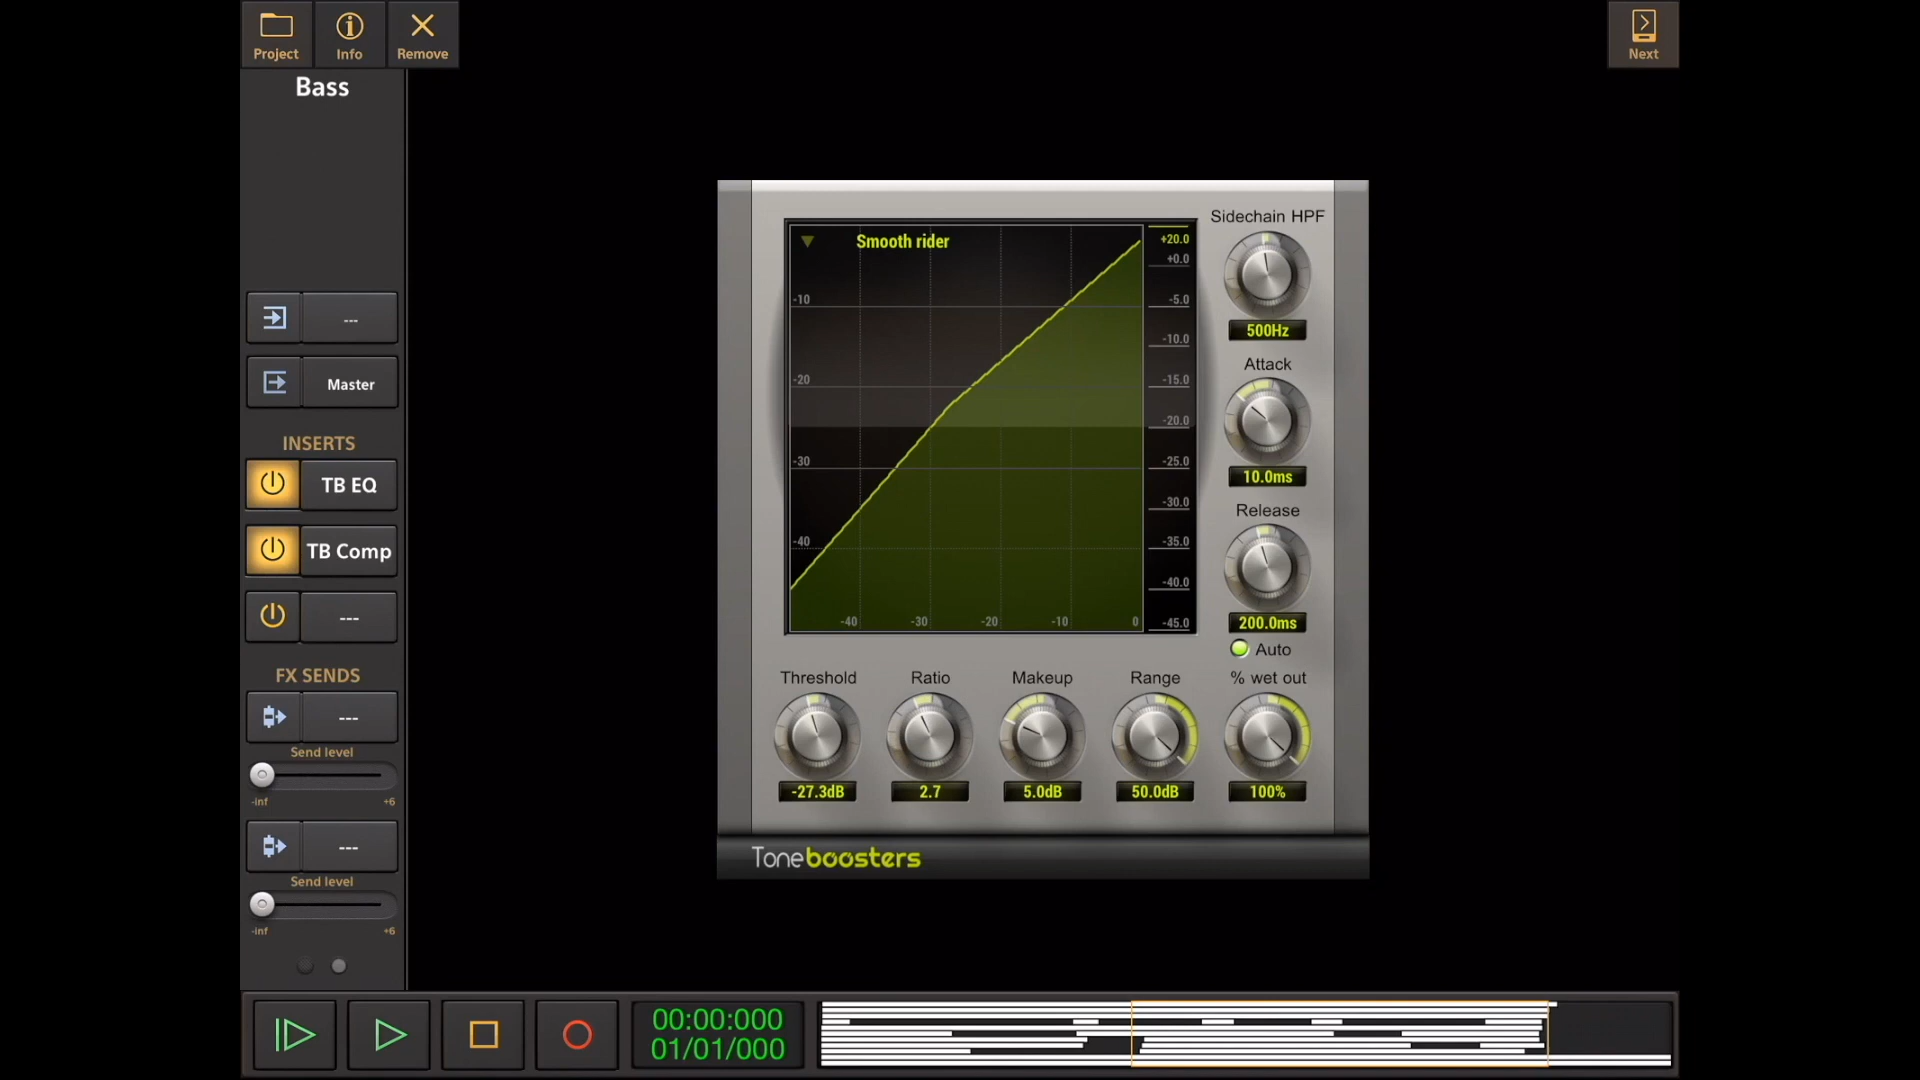 Project
Info
Remove
Next
Bass
---
Master
INSERTS
TB EQ
TB Comp
---
FX SENDS
---
Send level
-inf +6
---
Send level
-inf +6
Smooth rider
-10
-20
-30
-40
-40 -30 -20 -10 0
+20.0
+0.0
-5.0
-10.0
-15.0
-20.0
-25.0
-30.0
-35.0
-40.0
-45.0
Sidechain HPF
500Hz
Attack
10.0ms
Release
200.0ms
Auto
Threshold Ratio Makeup Range % wet out
-27.3dB 2.7 5.0dB 50.0dB 100%
Toneboosters
00:00:000
01/01/000